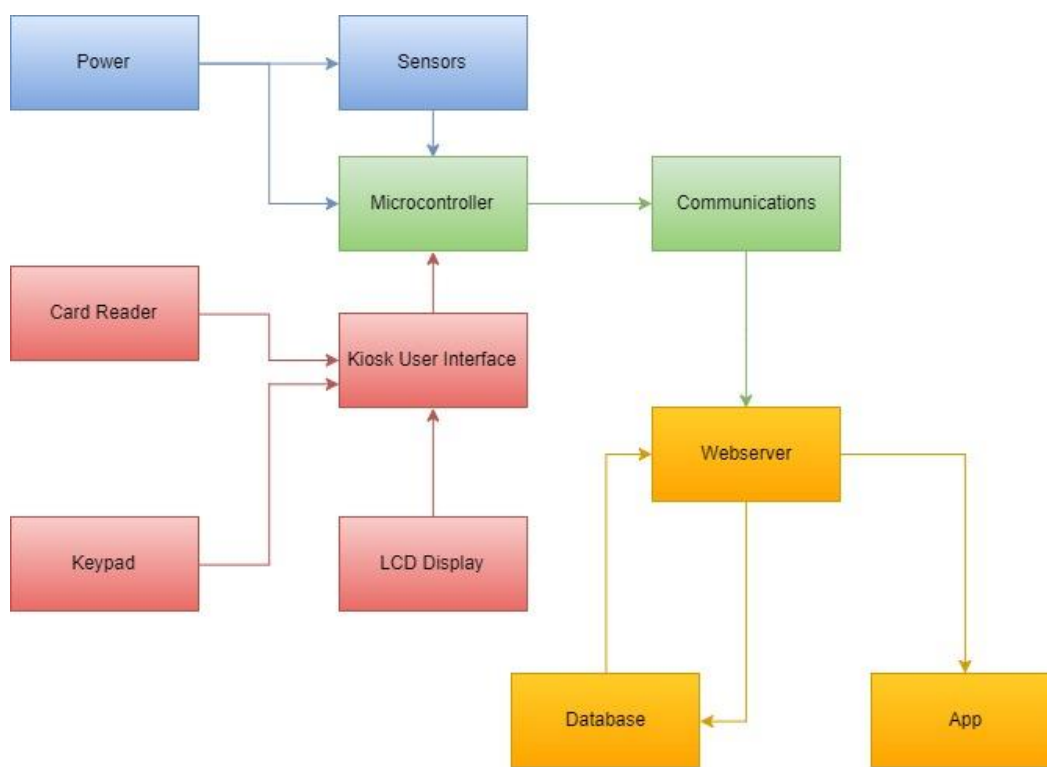 Power
Sensors
Microcontroller
Communications
Card Reader
Kiosk User Interface
Webserver
Keypad
LCD Display
Database
App